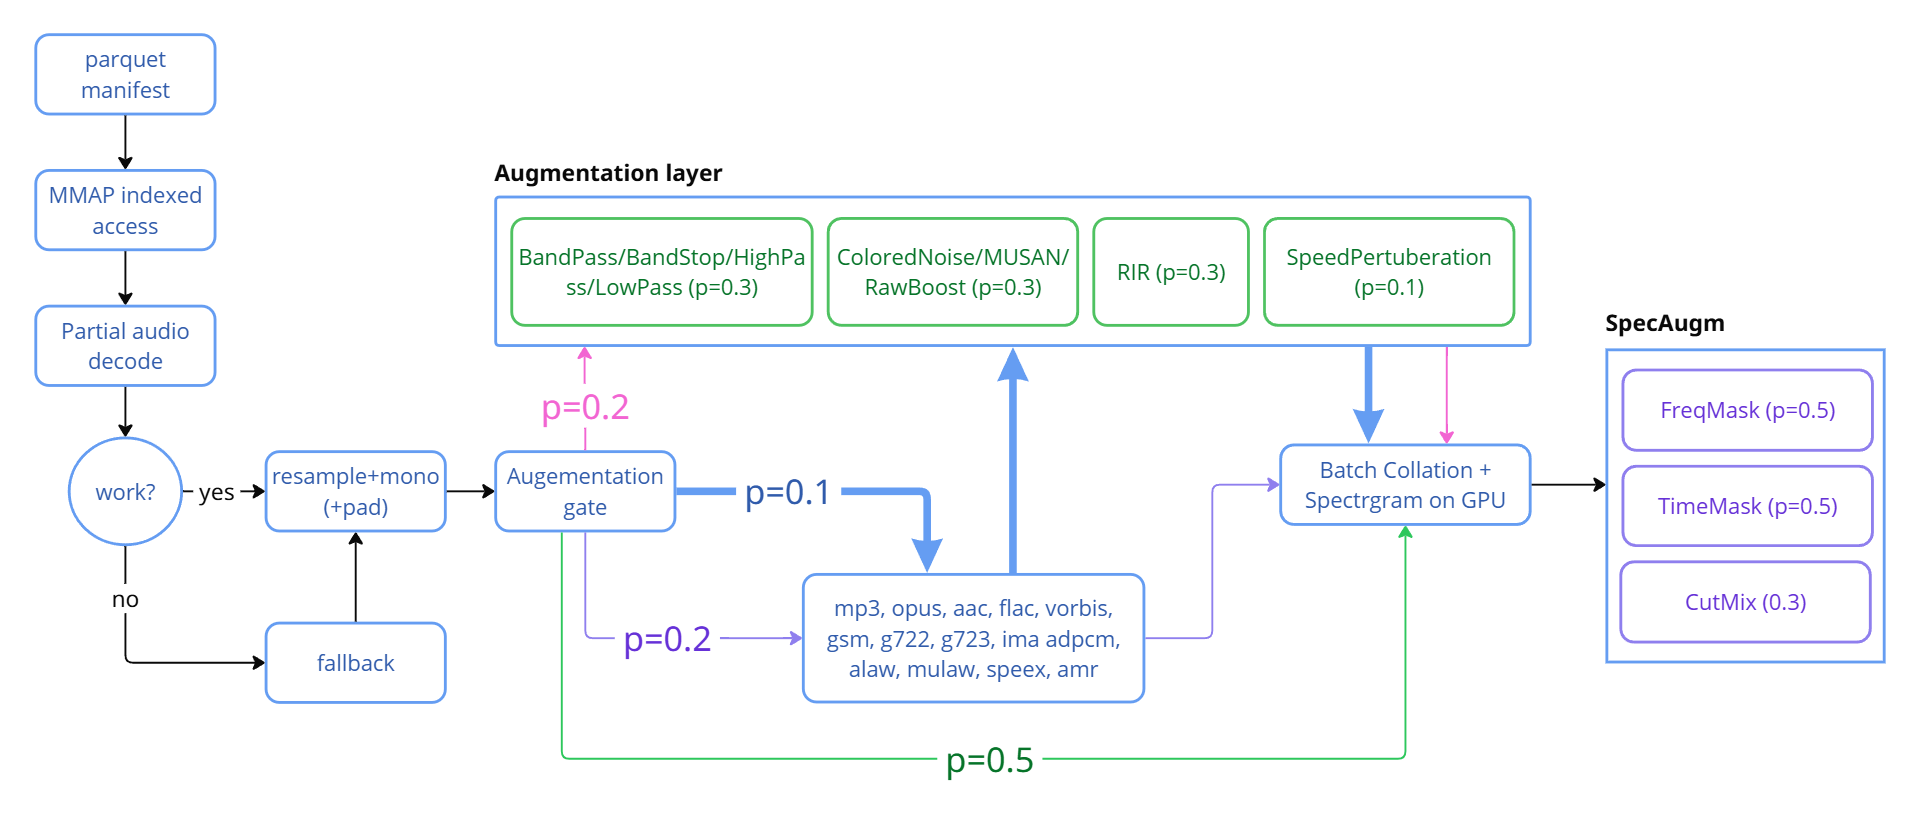 parquet
manifest
MMAP indexed
access
Partial audio
decode
work?
yes
no
resample+mono
(+pad)
fallback
Augementation
gate
Augmentation layer
BandPass/BandStop/HighPa
ss/LowPass (p=0.3)
ColoredNoise/MUSAN/
RawBoost (p=0.3)
RIR (p=0.3)
SpeedPertuberation
(p=0.1)
p=0.2
p=0.1
p=0.2
mp3, opus, aac, flac, vorbis,
gsm, g722, g723, ima adpcm,
alaw, mulaw, speex, amr
p=0.5
Batch Collation +
Spectrgram on GPU
SpecAugm
FreqMask (p=0.5)
TimeMask (p=0.5)
CutMix (0.3)